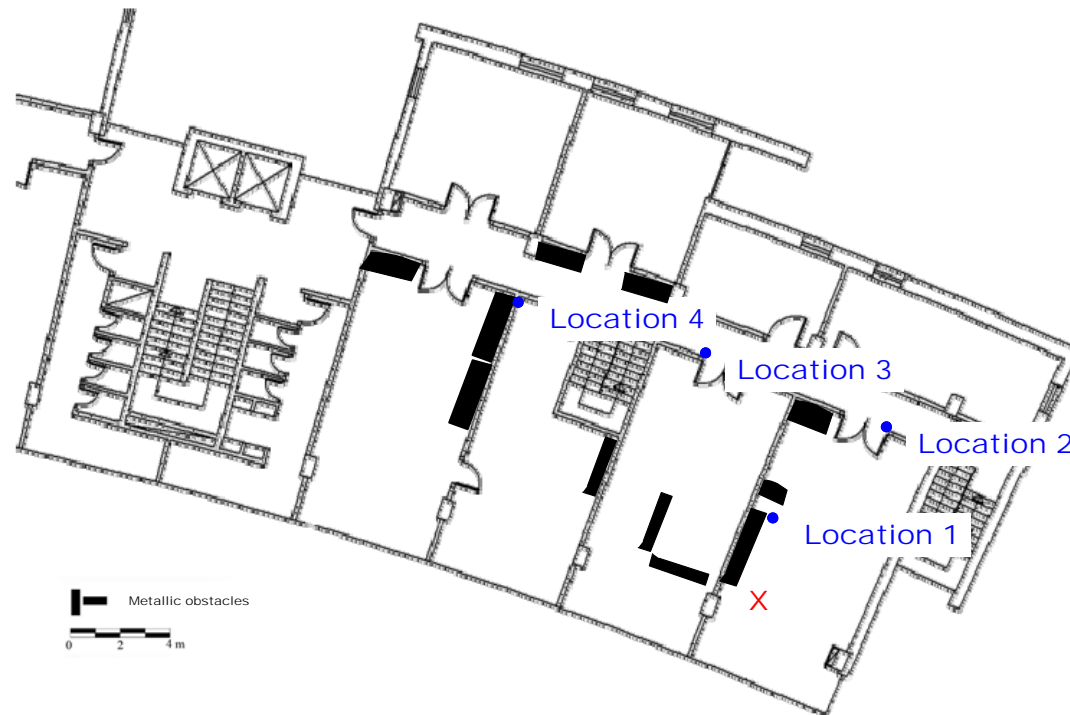 Location 4
Location 3
Location 2
Location 1
X
Metallic obstacles
0 2 4 m